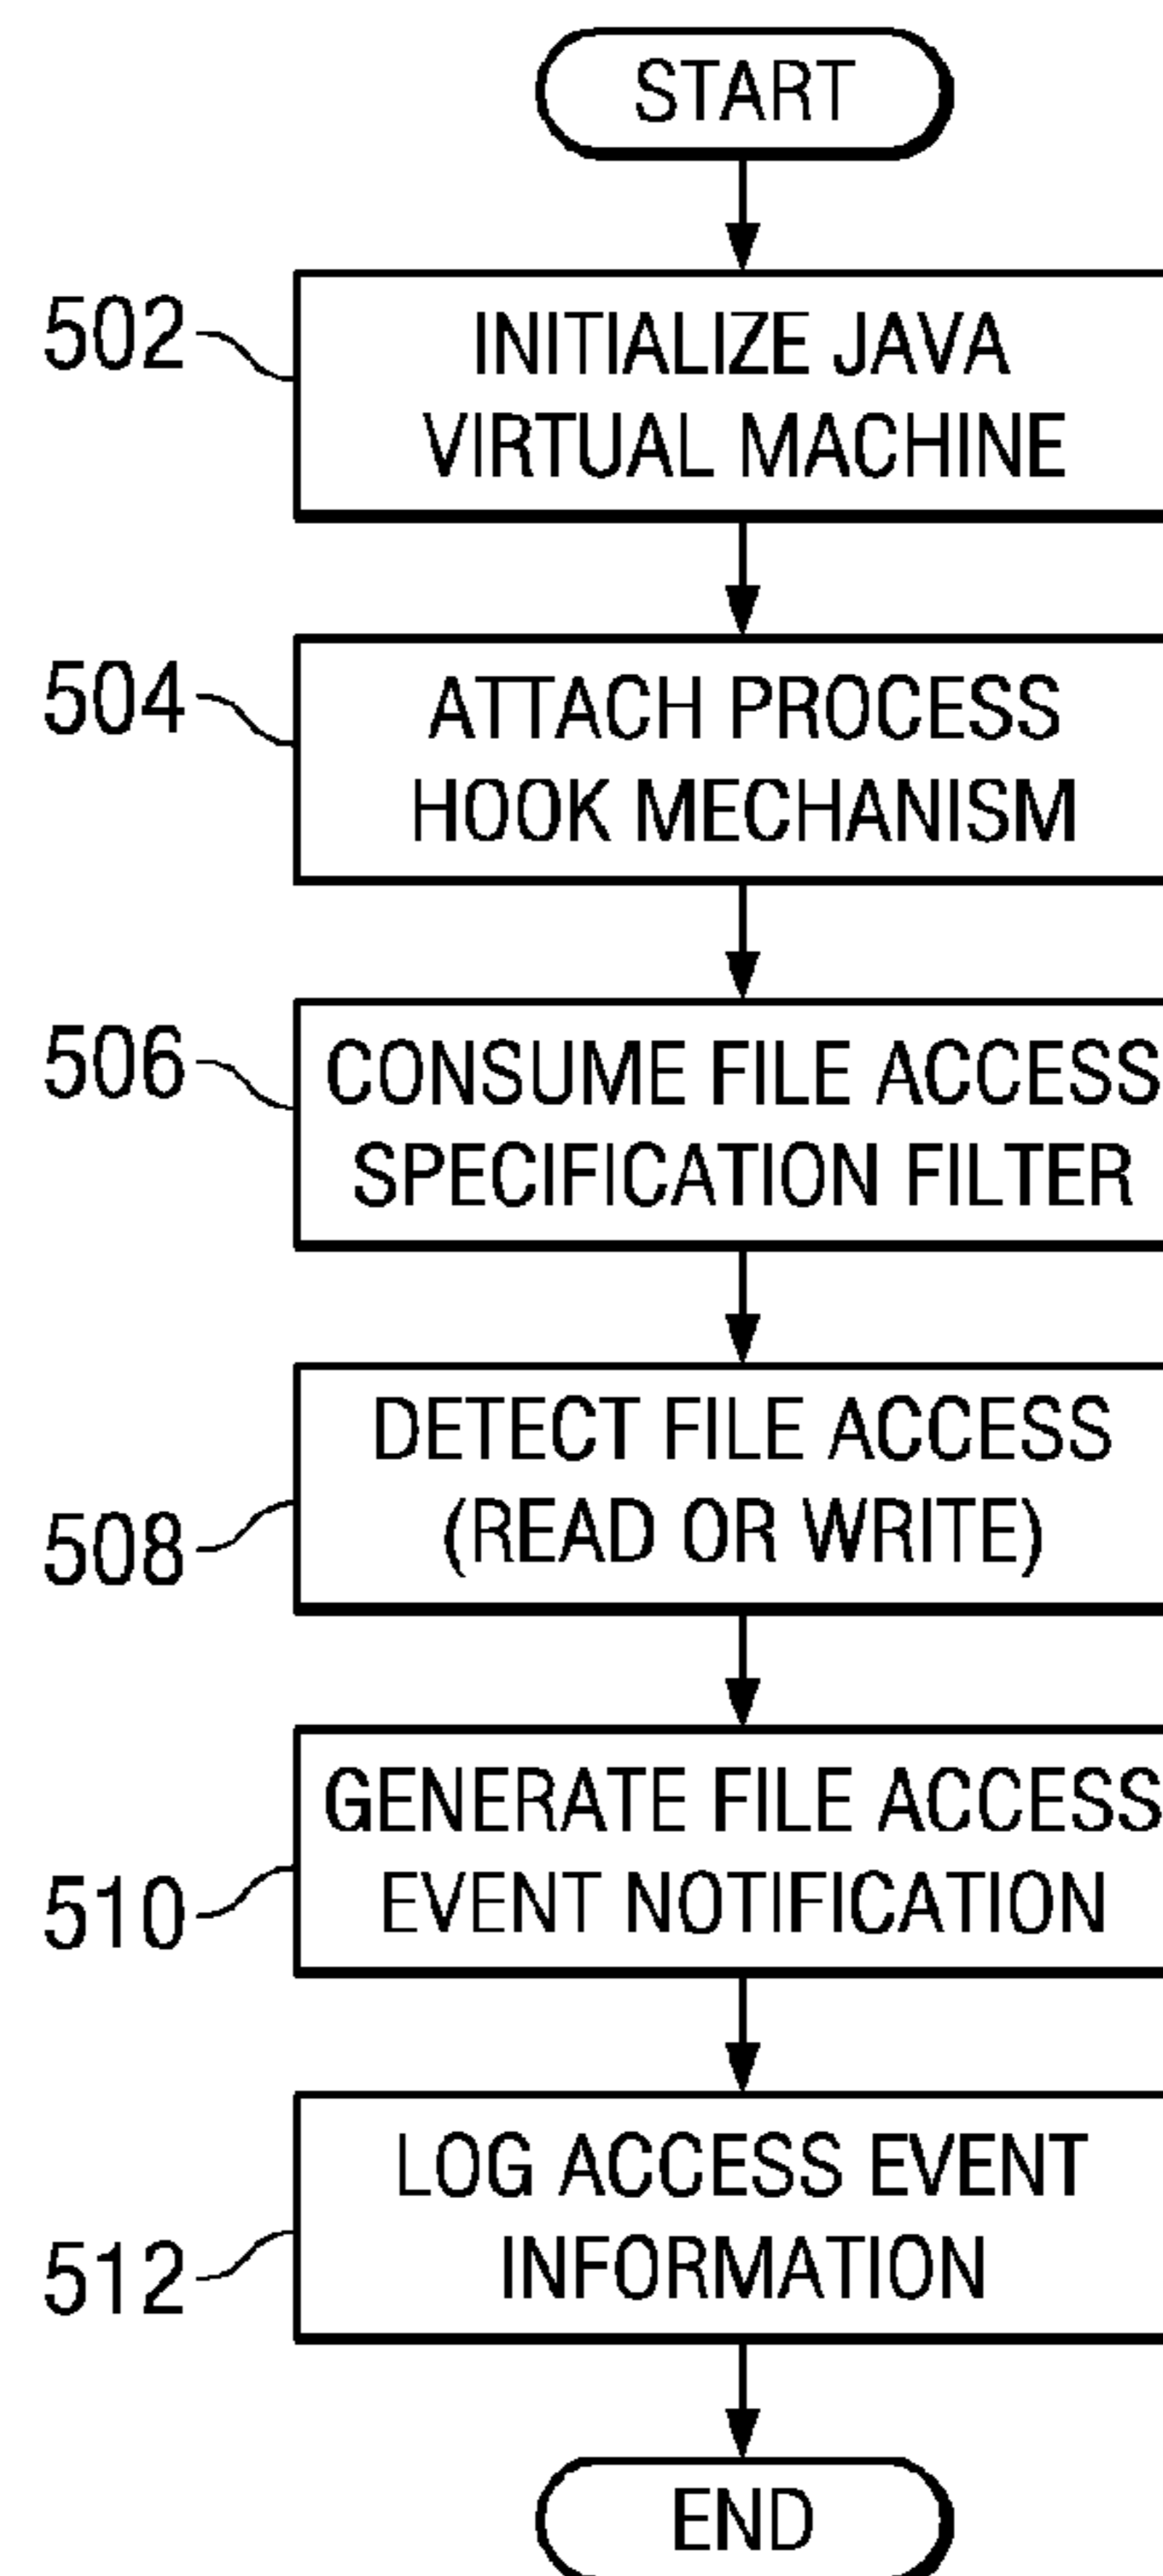 START
502
INITIALIZE JAVA
VIRTUAL MACHINE
504
ATTACH PROCESS
HOOK MECHANISM
506
CONSUME FILE ACCESS
SPECIFICATION FILTER
508
DETECT FILE ACCESS
(READ OR WRITE)
510
GENERATE FILE ACCESS
EVENT NOTIFICATION
512
LOG ACCESS EVENT
INFORMATION
END